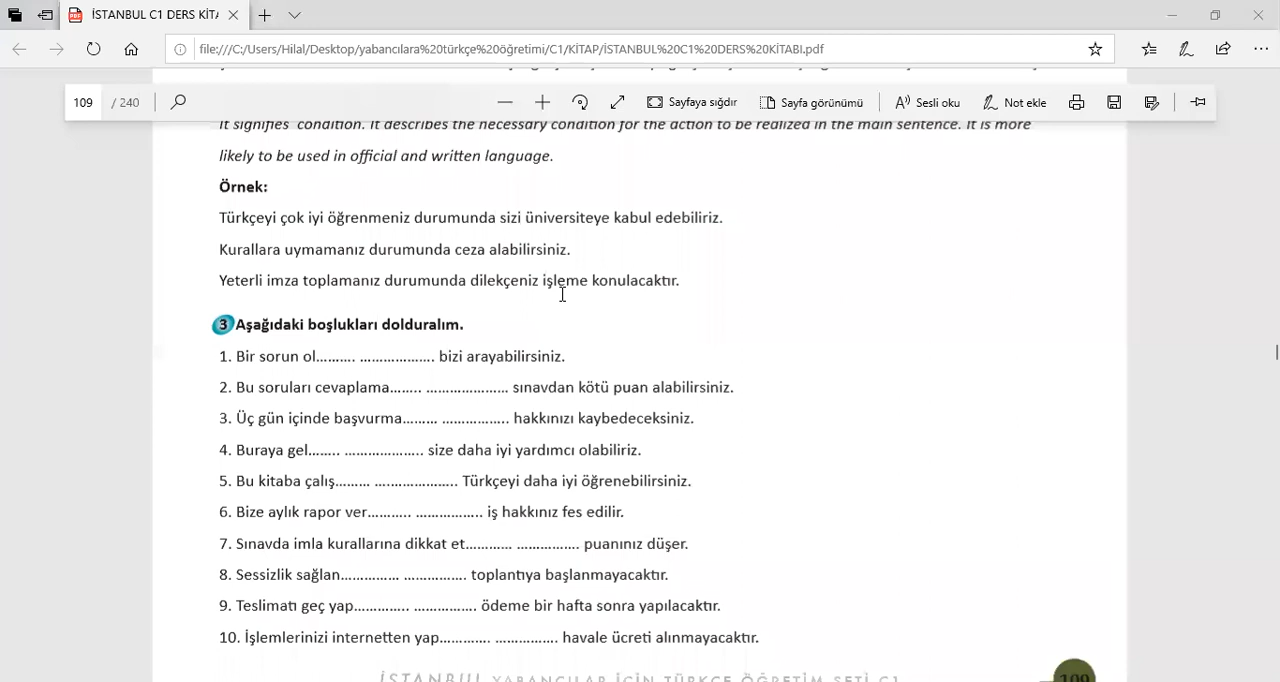 İSTANBUL C1 DERS KİTA
file:///C:/Users/Hilal/Desktop/yabancılara%20türkçe%20öğretimi/C1/KİTAP/İSTANBUL%20C1%20DERS%20KİTABI.pdf
109 / 240 Sayfaya sığdır Sayfa görünümü Sesli oku Not ekle
It signifies condition. It describes the necessary condition for the action to be realized in the main sentence. It is more
likely to be used in official and written language.
Örnek:
Türkçeyi çok iyi öğrenmeniz durumunda sizi üniversiteye kabul edebiliriz.
Kurallara uymamanız durumunda ceza alabilirsiniz.
Yeterli imza toplamanız durumunda dilekçeniz işleme konulacaktır.
3 Aşağıdaki boşlukları dolduralım.
1. Bir sorun ol.......... ................... bizi arayabilirsiniz.
2. Bu soruları cevaplama........ ..................... sınavdan kötü puan alabilirsiniz.
3. Üç gün içinde başvurma......... ................. hakkınızı kaybedeceksiniz.
4. Buraya gel........ .................... size daha iyi yardımcı olabiliriz.
5. Bu kitaba çalış......... ..................... Türkçeyi daha iyi öğrenebilirsiniz.
6. Bize aylık rapor ver........... ................. iş hakkınız fes edilir.
7. Sınavda imla kurallarına dikkat et............ ................ puanınız düşer.
8. Sessizlik sağlan............... ................ toplantıya başlanmayacaktır.
9. Teslimatı geç yap.............. ................ ödeme bir hafta sonra yapılacaktır.
10. İşlemlerinizi internetten yap............. ................ havale ücreti alınmayacaktır.
İSTANBUL YABANCILAR İÇİN TÜRKÇE ÖĞRETİM SETİ C1 109